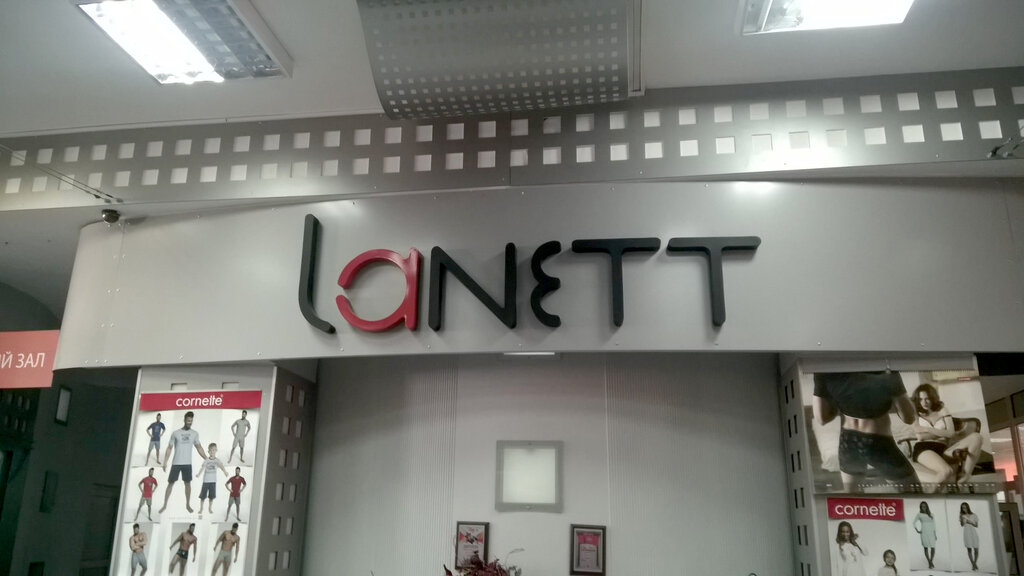 LaNETT
Й ЗАЛ
cornette
cornette